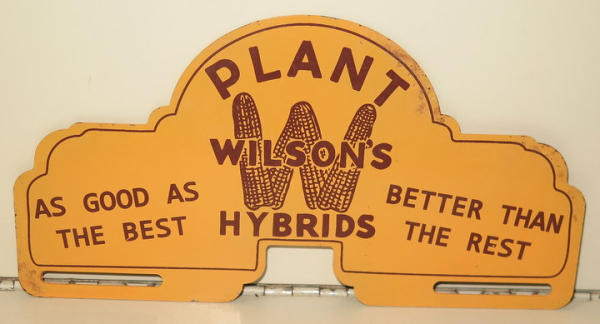 PLANT
WILSON'S
HYBRIDS
AS GOOD AS
THE BEST
BETTER THAN
THE REST